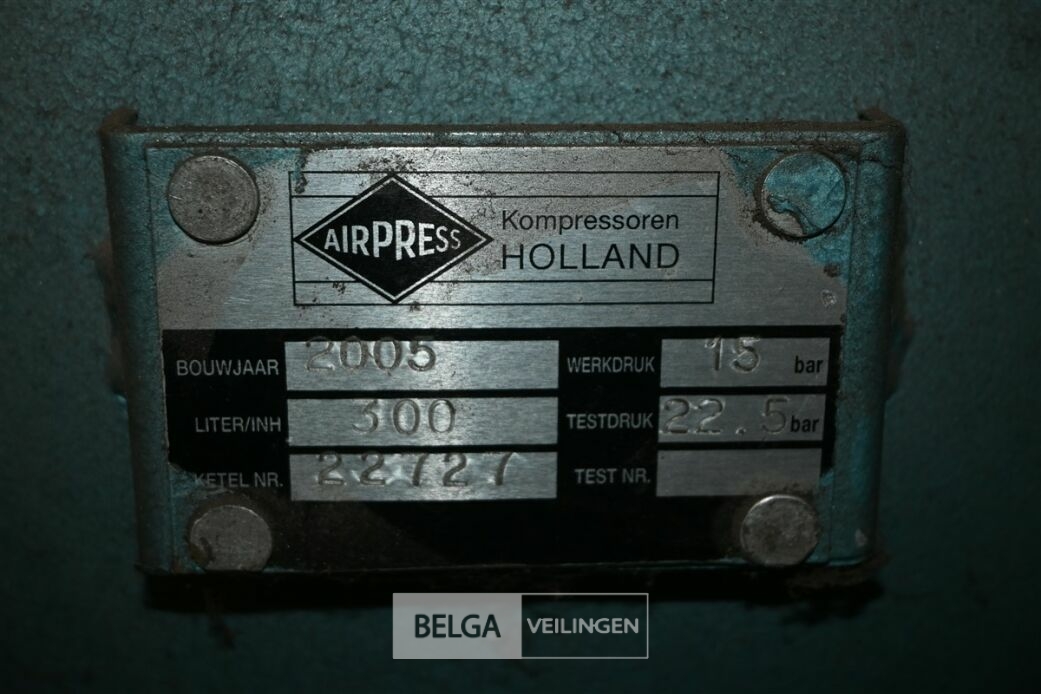 AIRPRESS
Kompressoren
HOLLAND
BOUWJAAR 2005 WERKDRUK 15 bar
LITER/INH 300 TESTDRUK 22.5 bar
KETEL NR. 22727 TEST NR.
BELGA VEILINGEN